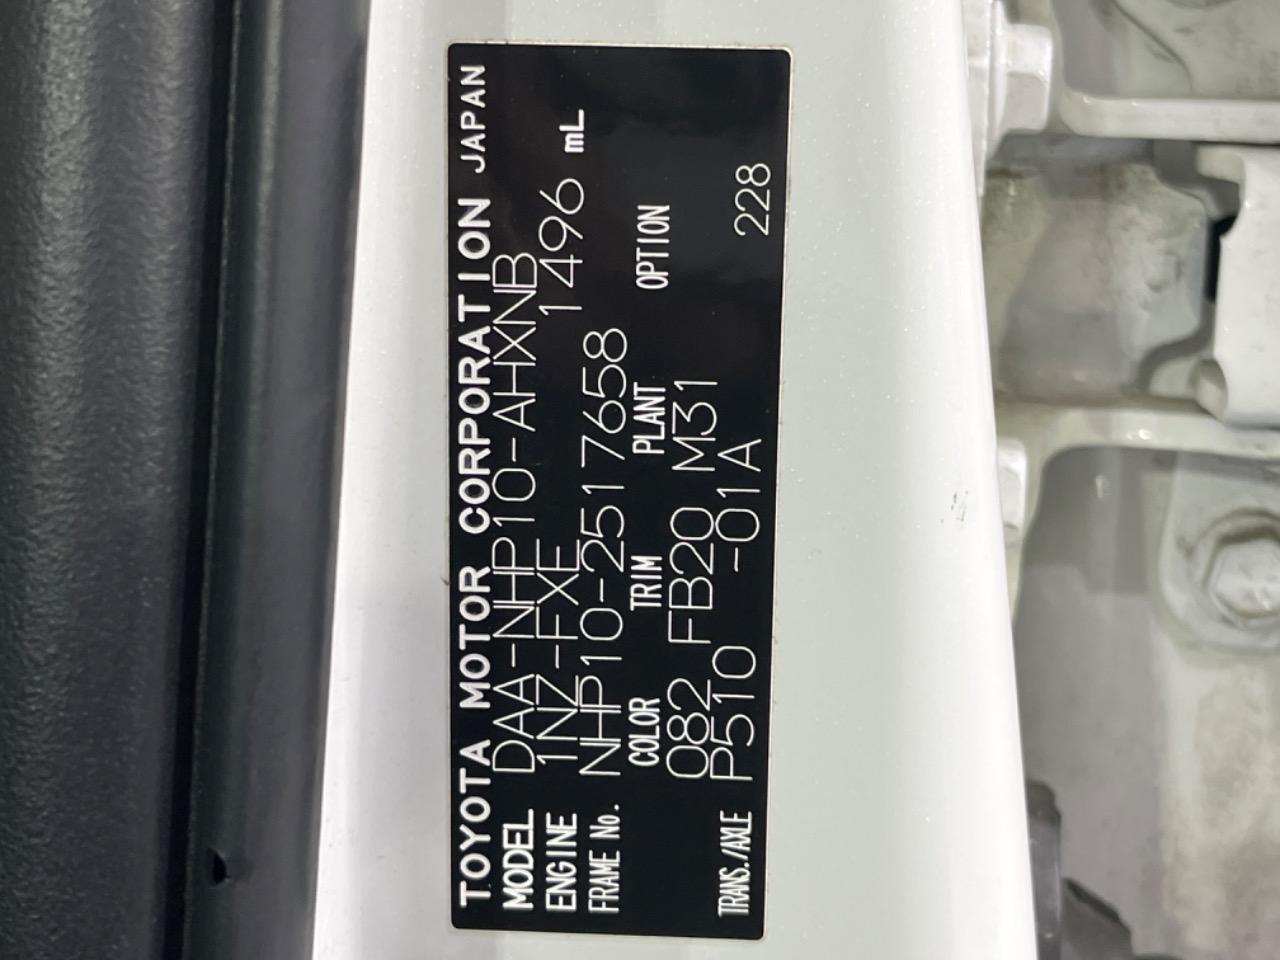 TOYOTA MOTOR CORPORATION JAPAN
MODEL DAA-NHP10-AHXNB
ENGINE 1NZ-FXE 1496 mL
FRAME No. NHP10-2517658
COLOR TRIM PLANT OPTION
082 FB20 M31
TRANS./AXLE P510 -01A 228